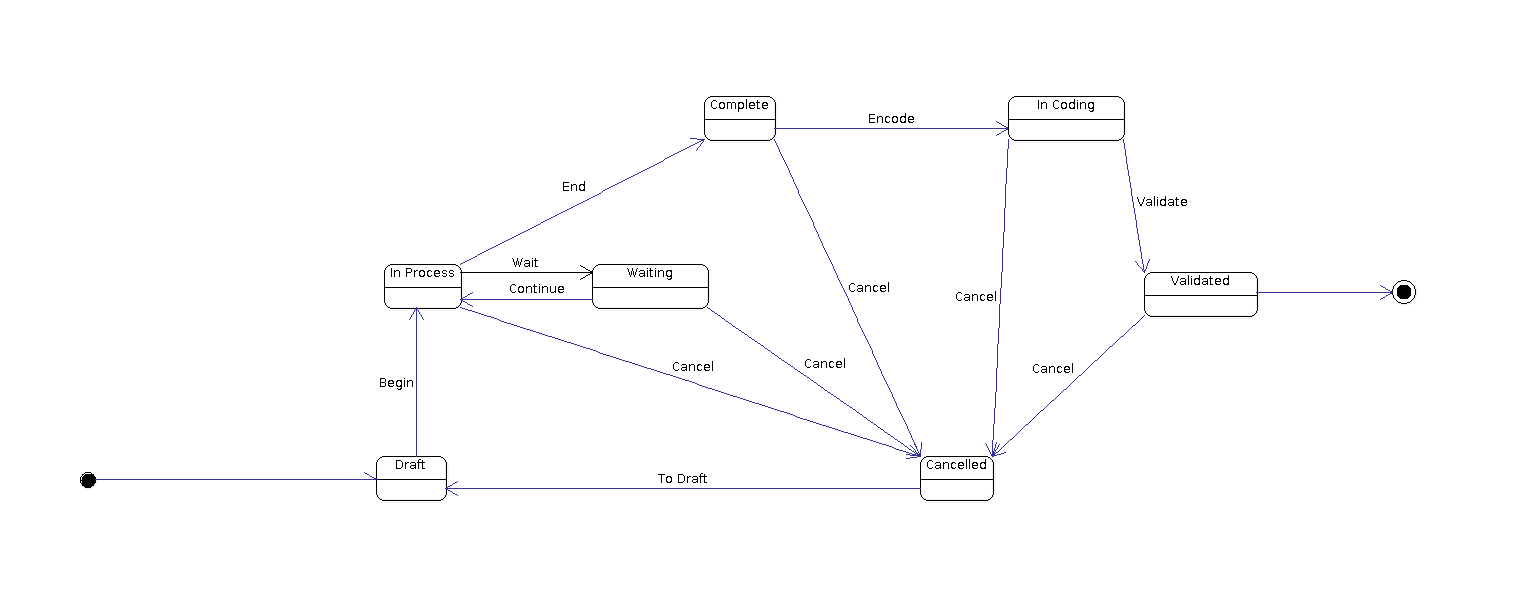 Complete
Encode
In Coding
End
Validate
In Process
Wait
Waiting
Continue
Validated
Cancel
Cancel
Cancel
Cancel
Cancel
Begin
Draft
To Draft
Cancelled